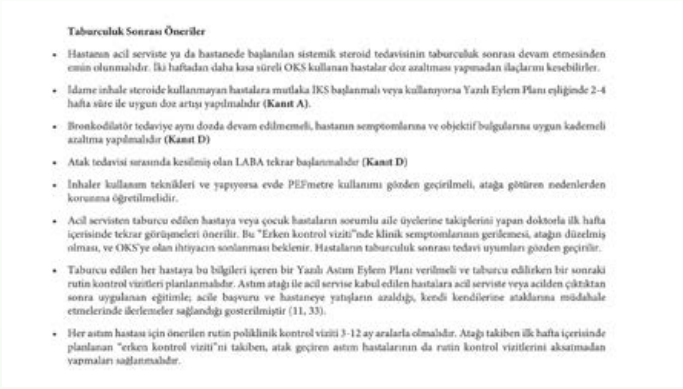 Taburculuk Sonrası Öneriler
• Hastanın acil serviste ya da hastanede başlanılan sistemik steroid tedavisinin taburculuk sonrası devam etmesinden
emin olunmalıdır. İki haftadan daha kısa süreli OKS kullanan hastalar doz azaltması yapmadan ilaçlarını kesebilirler.
• İdame inhale steroide kullanmayan hastalara mutlaka İKS başlanmalı veya kullanıyorsa Yazılı Eylem Planı eşliğinde 2-4
hafta süre ile uygun doz artışı yapılmalıdır (Kanıt A).
• Bronkodilatör tedaviye aynı dozda devam edilmemeli, hastanın semptomlarına ve objektif bulgularına uygun kademeli
azaltma yapılmalıdır (Kanıt D)
• Atak tedavisi sırasında kesilmiş olan LABA tekrar başlanmalıdır (Kanıt D)
• İnhaler kullanım teknikleri ve yapıyorsa evde PEFmetre kullanımı gözden geçirilmeli, atağa götüren nedenlerden
korunma öğretilmelidir.
• Acil servisten taburcu edilen hastaya veya çocuk hastaların sorumlu aile üyelerine takiplerini yapan doktorla ilk hafta
içerisinde tekrar görüşmeleri önerilir. Bu "Erken kontrol viziti"nde klinik semptomlarının gerilemesi, atağın düzelmiş
olması, ve OKS'ye olan ihtiyacın sonlanması beklenir. Hastaların taburculuk sonrası tedavi uyumları gözden geçirilir.
• Taburcu edilen her hastaya bu bilgileri içeren bir Yazılı Astım Eylem Planı verilmeli ve taburcu edilirken bir sonraki
rutin kontrol vizitleri planlanmalıdır. Astım atağı ile acil servise kabul edilen hastalara acil serviste veya acilden çıktıktan
sonra uygulanan eğitimle; acile başvuru ve hastaneye yatışların azaldığı, kendi kendilerine ataklarına müdahale
etmelerinde ilerlemeler sağlandığı gösterilmiştir (11, 33).
• Her astım hastası için önerilen rutin poliklinik kontrol viziti 3-12 ay aralarla olmalıdır. Atağı takiben ilk hafta içerisinde
planlanan "erken kontrol viziti"ni takiben, atak geçiren astım hastalarının da rutin kontrol vizitlerini aksatmadan
yapmaları sağlanmalıdır.